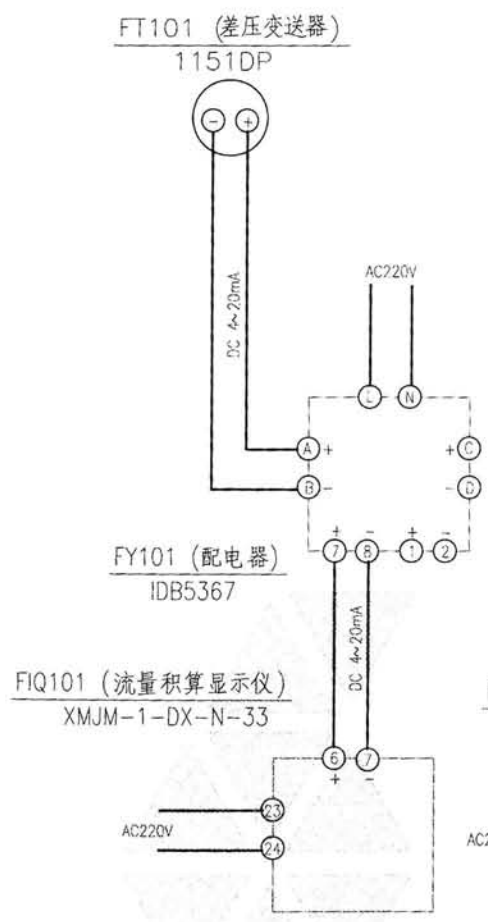 FT101 (差压变送器)
1151DP
- +
DC 4~20mA
AC220V
L N
A + + C
B - - D
+ - + -
7 8 1 2
FY101 (配电器)
IDB5367
DC 4~20mA
FIQ101 (流量积算显示仪)
XMJM-1-DX-N-33
6 7
+ -
23
AC220V
24